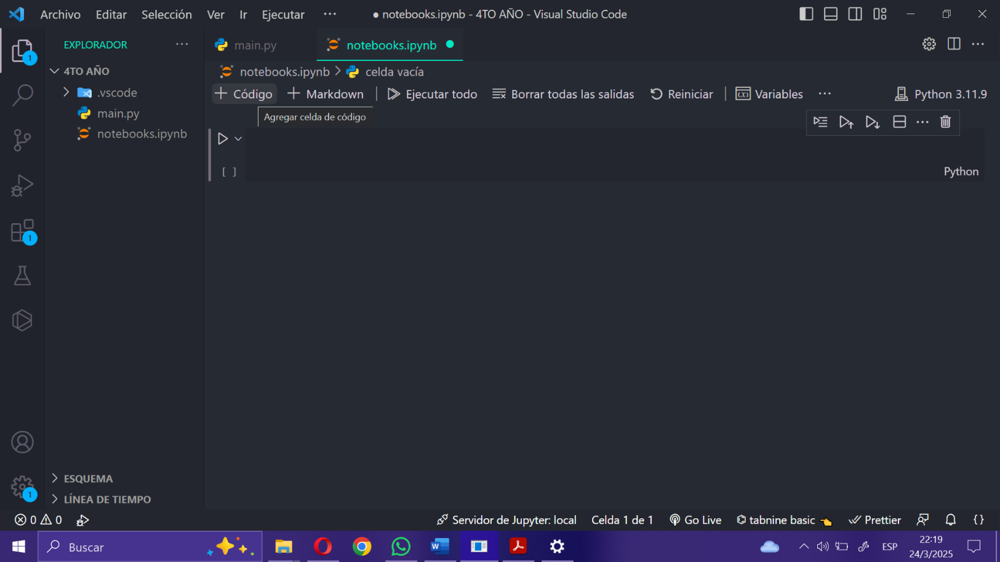 Archivo Editar Selección Ver Ir Ejecutar ··· ● notebooks.ipynb - 4TO AÑO - Visual Studio Code
EXPLORADOR ···
main.py
notebooks.ipynb
1
4TO AÑO
notebooks.ipynb > celda vacía
.vscode
Código Markdown Ejecutar todo Borrar todas las salidas Reiniciar (x) Variables ··· Python 3.11.9
main.py
Agregar celda de código
notebooks.ipynb
[ ]
Python
1
ESQUEMA
1
LÍNEA DE TIEMPO
0 0 Servidor de Jupyter: local Celda 1 de 1 Go Live tabnine basic Prettier { }
Buscar
W
ESP
22:19
24/3/2025